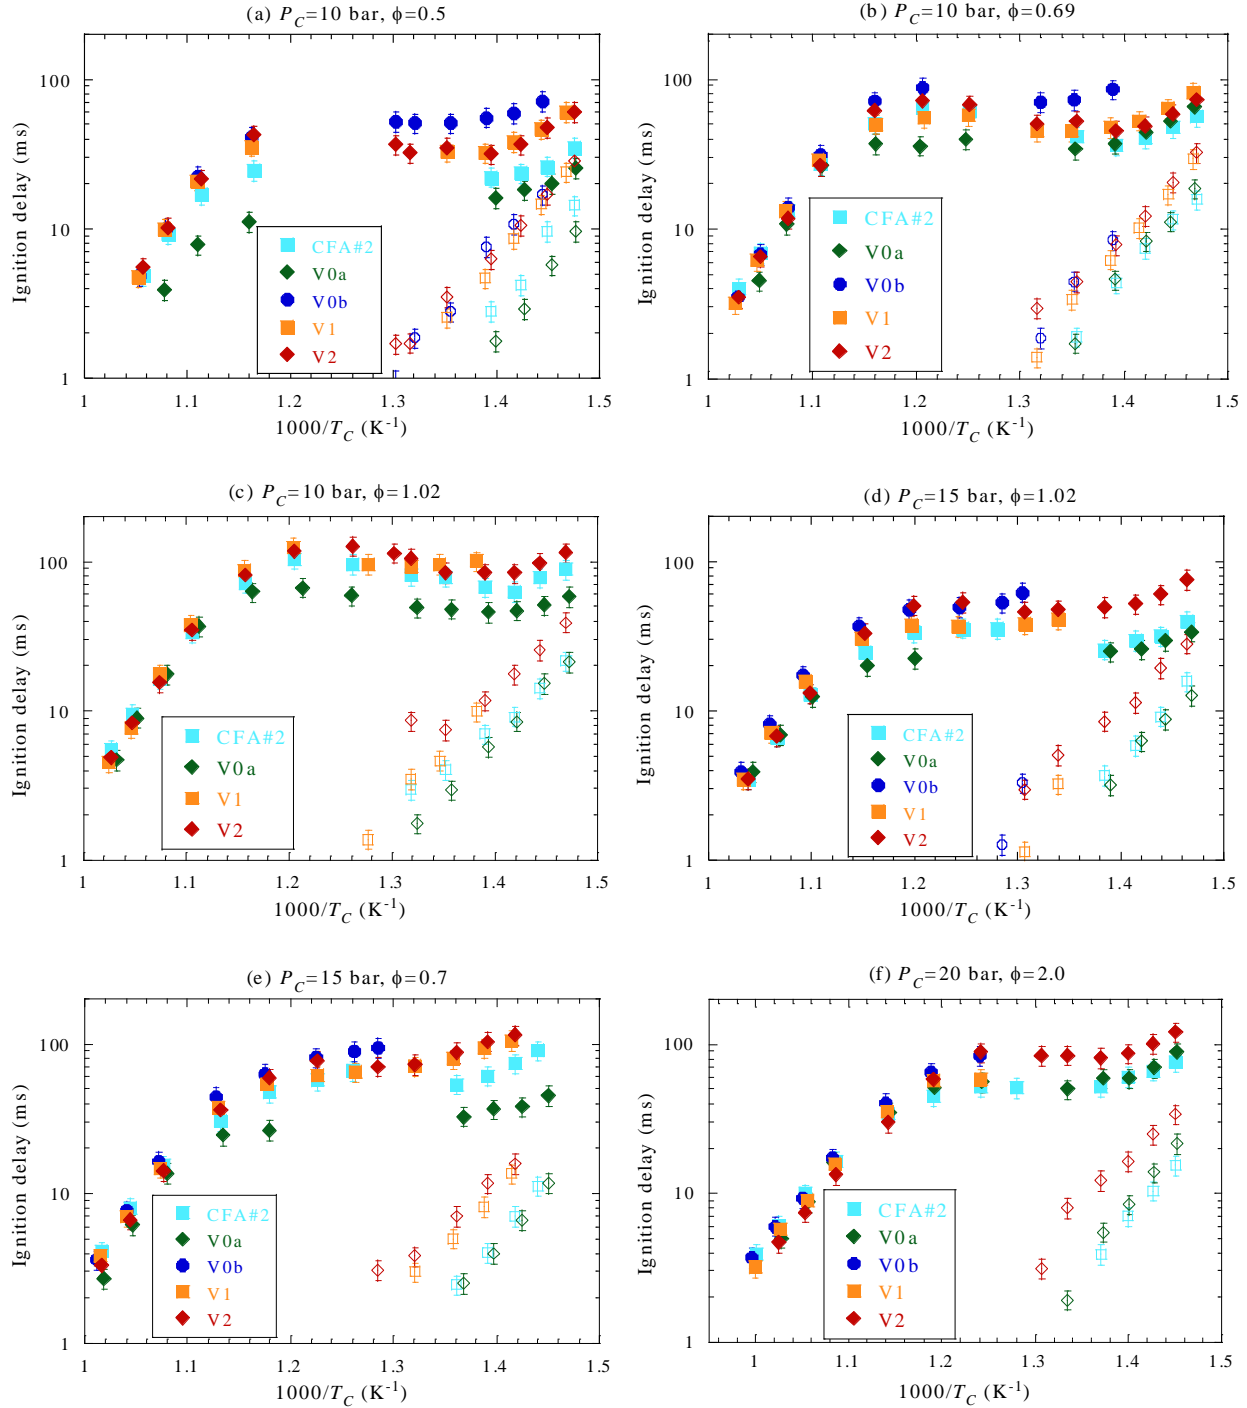 (a) P_C=10 bar, ϕ=0.5
Ignition delay (ms)
100
10
1
CFA#2
V0a
V0b
V1
V2
1 1.1 1.2 1.3 1.4 1.5
1000/T_C (K^-1)
(b) P_C=10 bar, ϕ=0.69
Ignition delay (ms)
100
10
1
CFA#2
V0a
V0b
V1
V2
1 1.1 1.2 1.3 1.4 1.5
1000/T_C (K^-1)
(c) P_C=10 bar, ϕ=1.02
Ignition delay (ms)
100
10
1
CFA#2
V0a
V1
V2
1 1.1 1.2 1.3 1.4 1.5
1000/T_C (K^-1)
(d) P_C=15 bar, ϕ=1.02
Ignition delay (ms)
100
10
1
CFA#2
V0a
V0b
V1
V2
1 1.1 1.2 1.3 1.4 1.5
1000/T_C (K^-1)
(e) P_C=15 bar, ϕ=0.7
Ignition delay (ms)
100
10
1
CFA#2
V0a
V0b
V1
V2
1 1.1 1.2 1.3 1.4 1.5
1000/T_C (K^-1)
(f) P_C=20 bar, ϕ=2.0
Ignition delay (ms)
100
10
1
CFA#2
V0a
V0b
V1
V2
1 1.1 1.2 1.3 1.4 1.5
1000/T_C (K^-1)